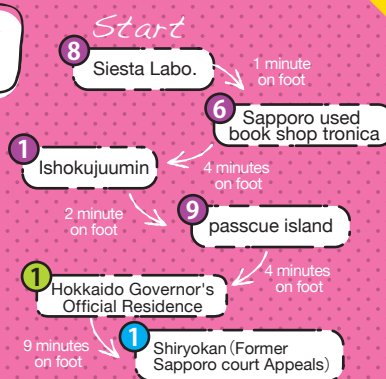 Start
8
Siesta Labo.
1 minute
on foot
6
Sapporo used
book shop tronica
4 minutes
on foot
1
Ishokujuumin
2 minute
on foot
9
passcue island
4 minutes
on foot
1
Hokkaido Governor's
Official Residence
9 minutes
on foot
1
Shiryokan (Former
Sapporo court Appeals)